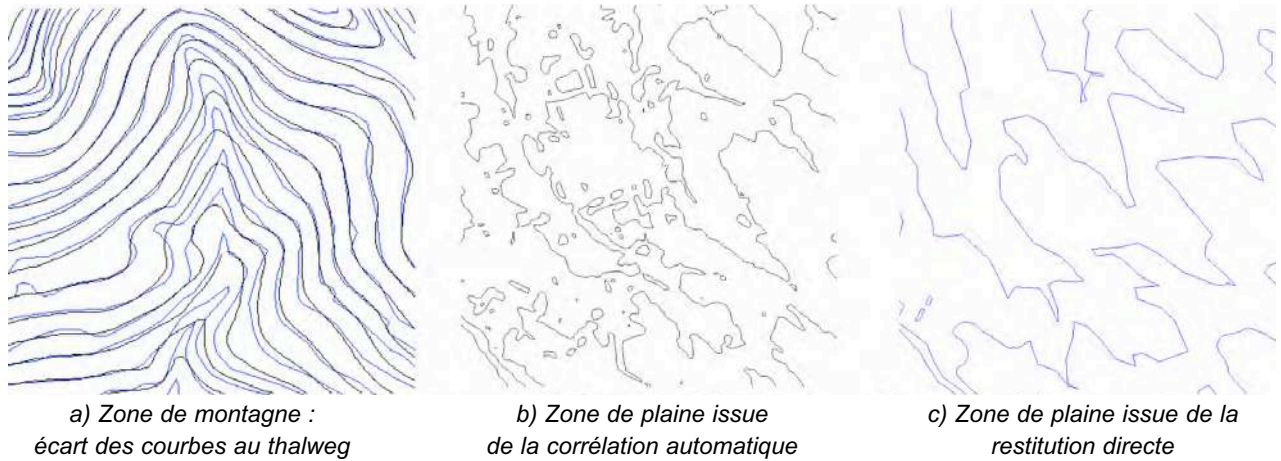 a) Zone de montagne :
écart des courbes au thalweg
b) Zone de plaine issue
de la corrélation automatique
c) Zone de plaine issue de la
restitution directe